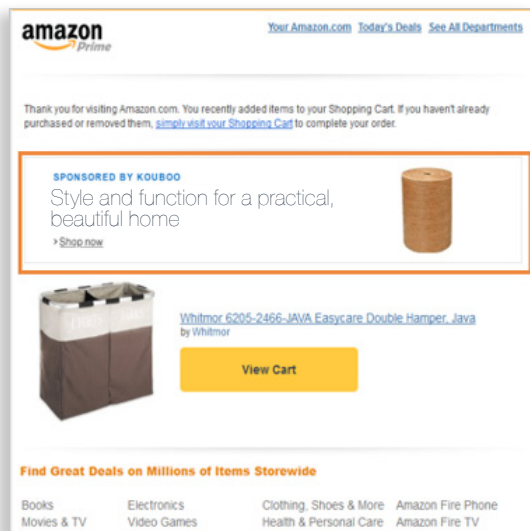 amazon
Prime
Your Amazon.com Today's Deals See All Departments
Thank you for visiting Amazon.com. You recently added items to your Shopping Cart. If you haven't already
purchased or removed them, simply visit your Shopping Cart to complete your order.
SPONSORED BY KOUBOO
Style and function for a practical,
beautiful home
> Shop now
Whitmor 6205-2466-JAVA Easycare Double Hamper, Java
by Whitmor
View Cart
Find Great Deals on Millions of Items Storewide
Books Electronics Clothing, Shoes & More Amazon Fire Phone
Movies & TV Video Games Health & Personal Care Amazon Fire TV